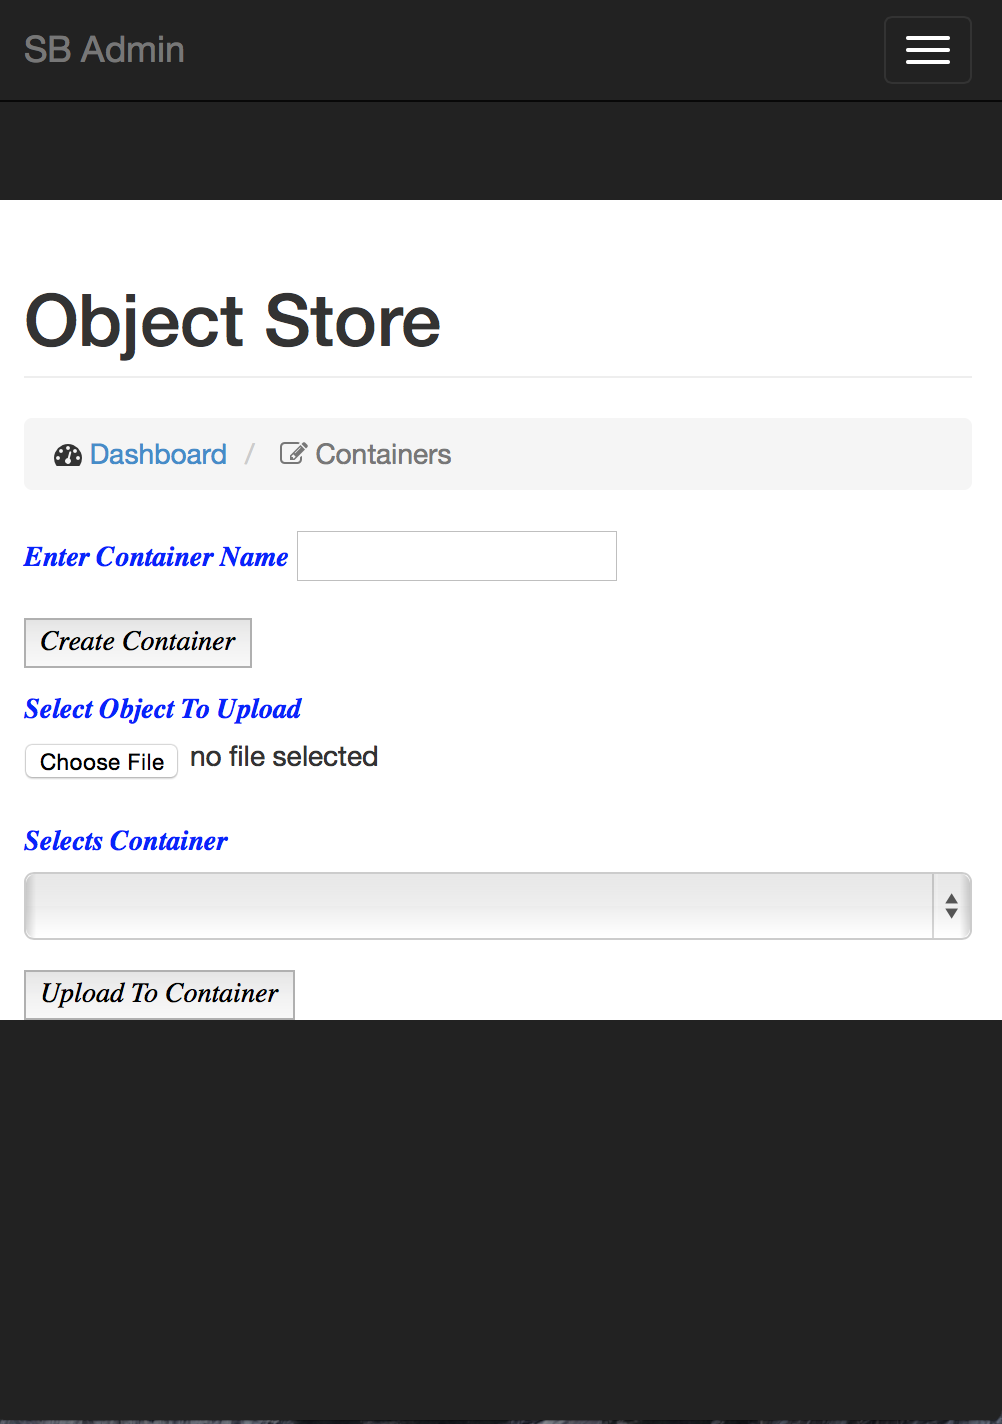 SB Admin
Object Store
Dashboard / Containers
Enter Container Name
Create Container
Select Object To Upload
Choose File no file selected
Selects Container
Upload To Container